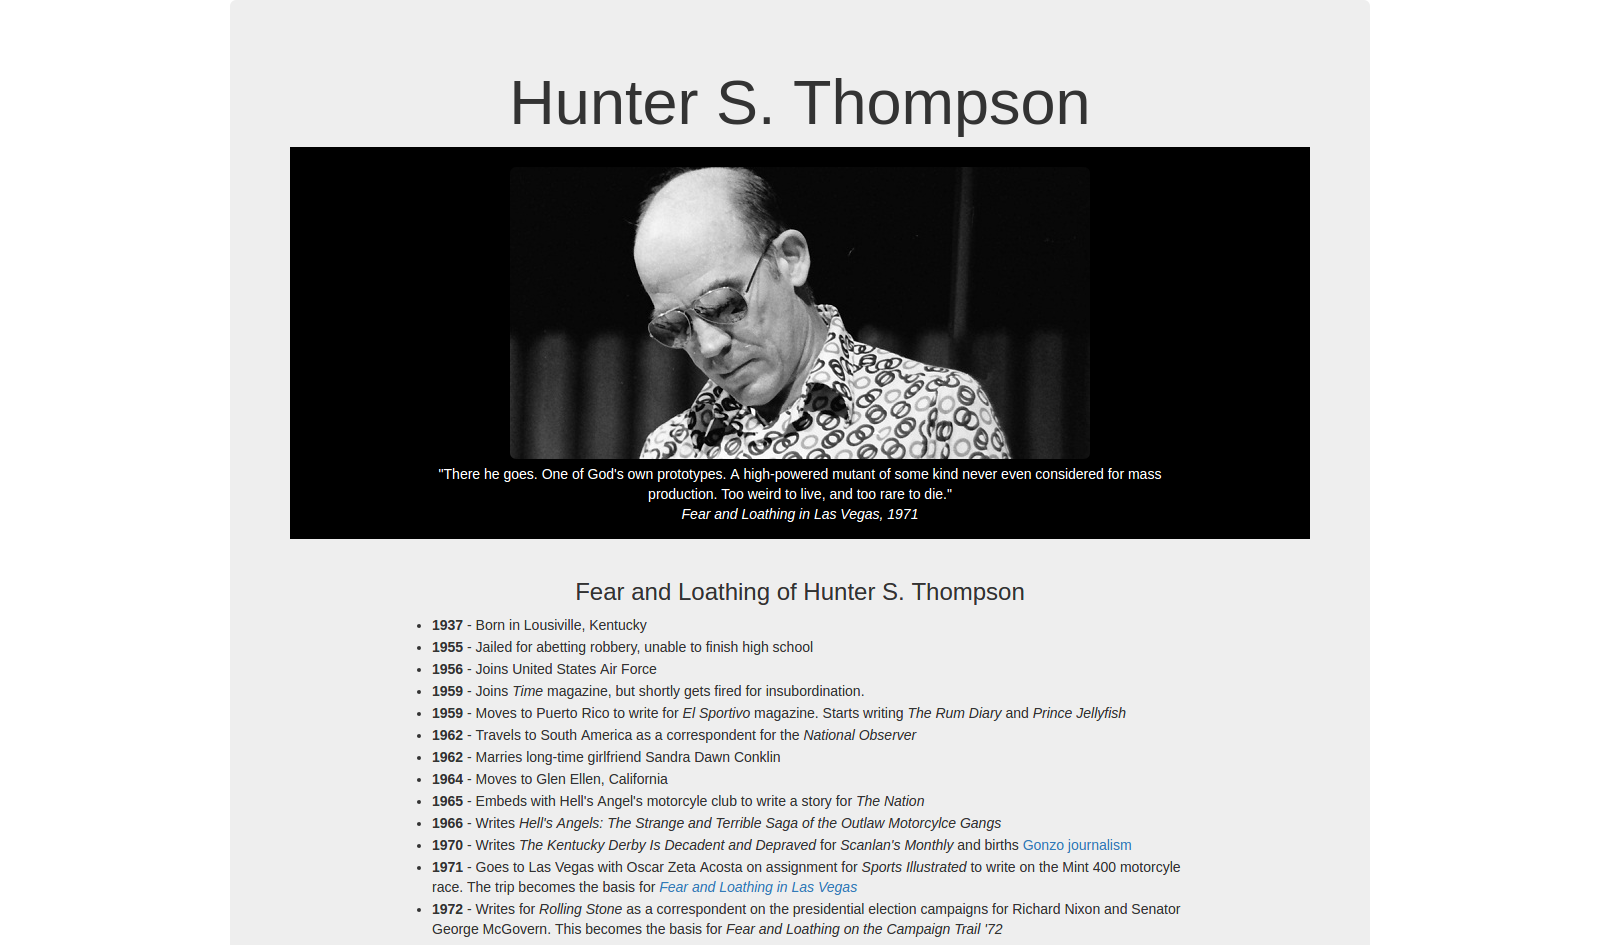 Hunter S. Thompson
"There he goes. One of God's own prototypes. A high-powered mutant of some kind never even considered for mass
production. Too weird to live, and too rare to die."
Fear and Loathing in Las Vegas, 1971
Fear and Loathing of Hunter S. Thompson
1937 - Born in Lousiville, Kentucky
1955 - Jailed for abetting robbery, unable to finish high school
1956 - Joins United States Air Force
1959 - Joins Time magazine, but shortly gets fired for insubordination.
1959 - Moves to Puerto Rico to write for El Sportivo magazine. Starts writing The Rum Diary and Prince Jellyfish
1962 - Travels to South America as a correspondent for the National Observer
1962 - Marries long-time girlfriend Sandra Dawn Conklin
1964 - Moves to Glen Ellen, California
1965 - Embeds with Hell's Angel's motorcyle club to write a story for The Nation
1966 - Writes Hell's Angels: The Strange and Terrible Saga of the Outlaw Motorcylce Gangs
1970 - Writes The Kentucky Derby Is Decadent and Depraved for Scanlan's Monthly and births Gonzo journalism
1971 - Goes to Las Vegas with Oscar Zeta Acosta on assignment for Sports Illustrated to write on the Mint 400 motorcycle
race. The trip becomes the basis for Fear and Loathing in Las Vegas
1972 - Writes for Rolling Stone as a correspondent on the presidential election campaigns for Richard Nixon and Senator
George McGovern. This becomes the basis for Fear and Loathing on the Campaign Trail '72